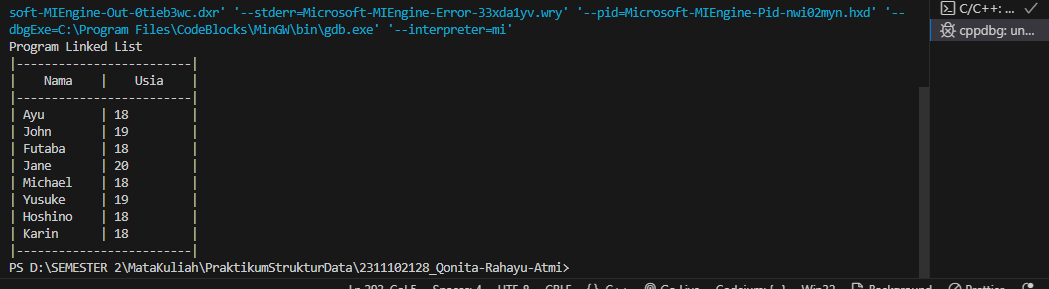 soft-MIEngine-Out-0tieb3wc.dxr' '--stderr=Microsoft-MIEngine-Error-33xda1yv.wry' '--pid=Microsoft-MIEngine-Pid-nwi02myn.hxd' '--
dbgExe=C:\Program Files\CodeBlocks\MinGW\bin\gdb.exe' '--interpreter=mi'
Program Linked List
|-------------------------|
|    Nama    |    Usia    |
|-------------------------|
| Ayu        | 18         |
| John       | 19         |
| Futaba     | 18         |
| Jane       | 20         |
| Michael    | 18         |
| Yusuke     | 19         |
| Hoshino    | 18         |
| Karin      | 18         |
|-------------------------|
PS D:\SEMESTER 2\MataKuliah\PraktikumStrukturData\2311102128_Qonita-Rahayu-Atmi>
C/C++: ...
cppdbg: un...